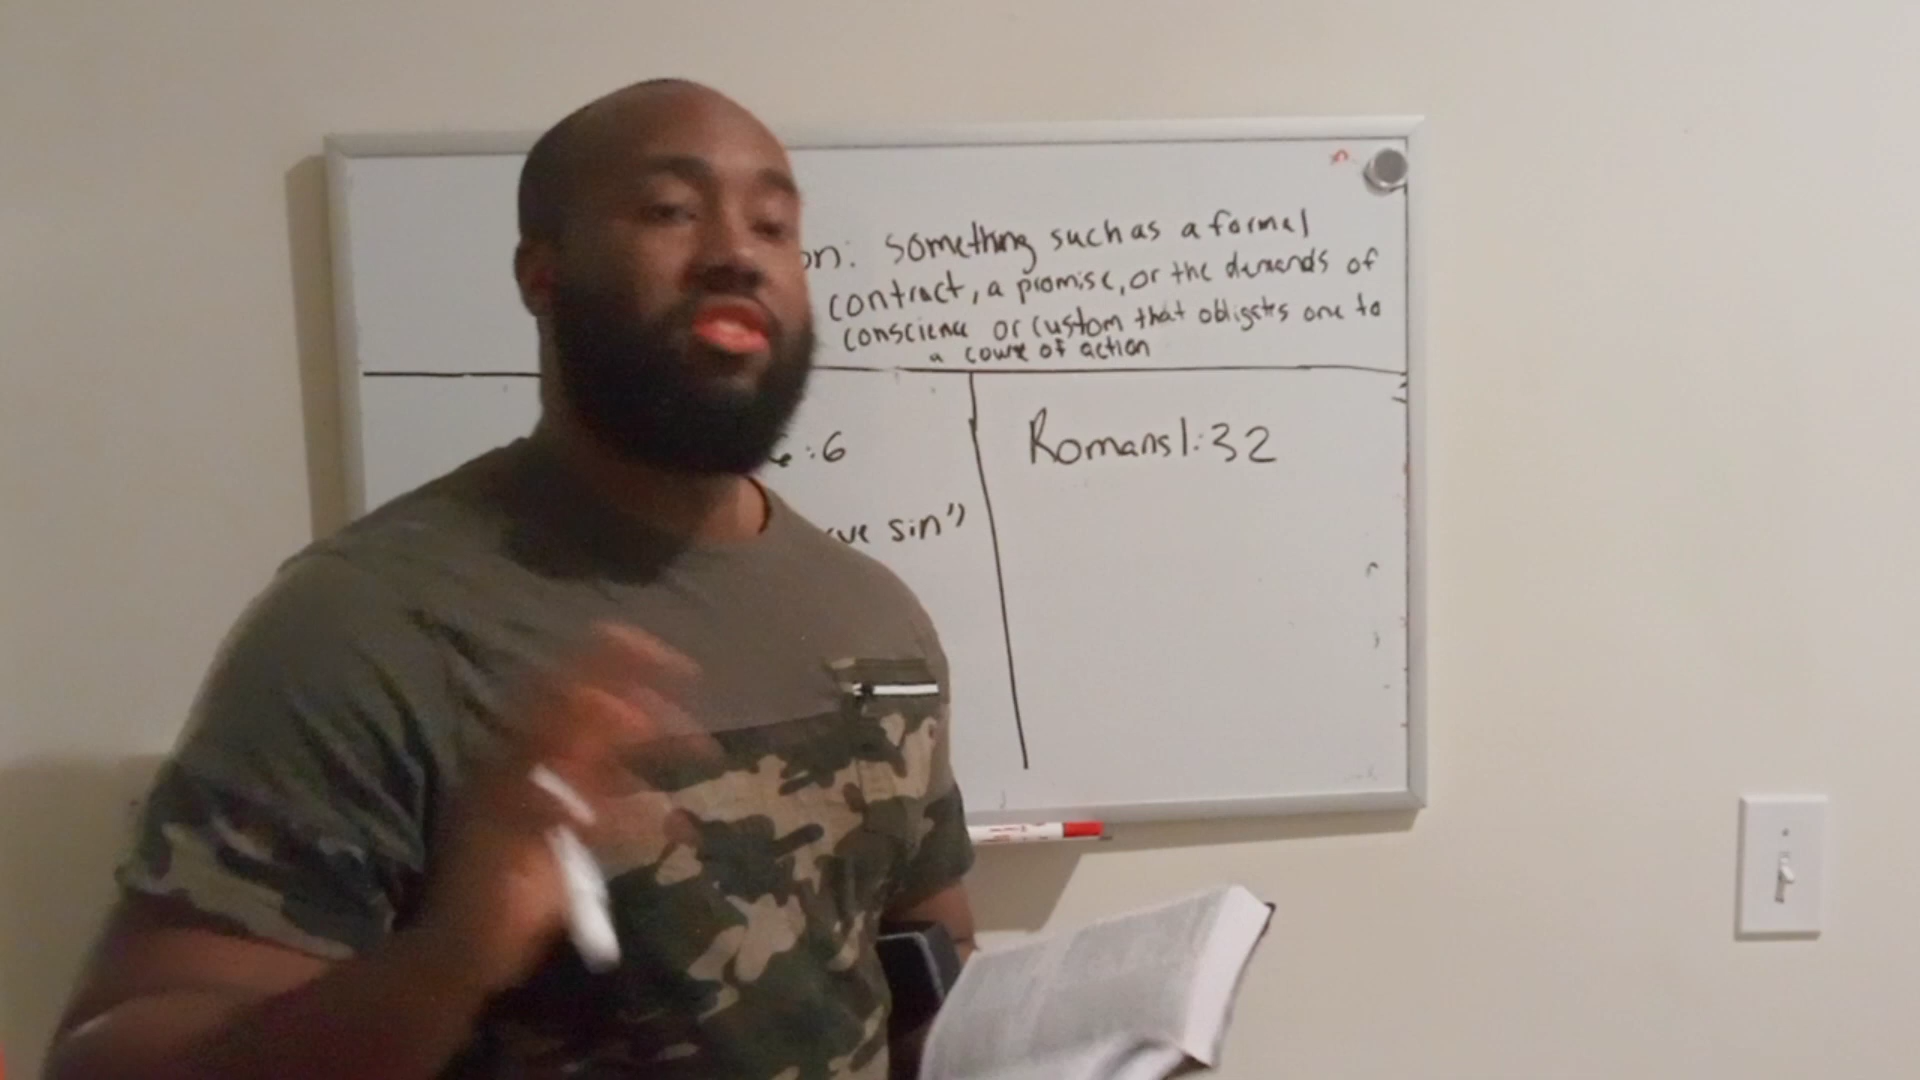 on: Something such as a formal
contract, a promise, or the demands of
conscience or custom that obligates one to
a course of action
:6
Romans 1:32
ve sin"